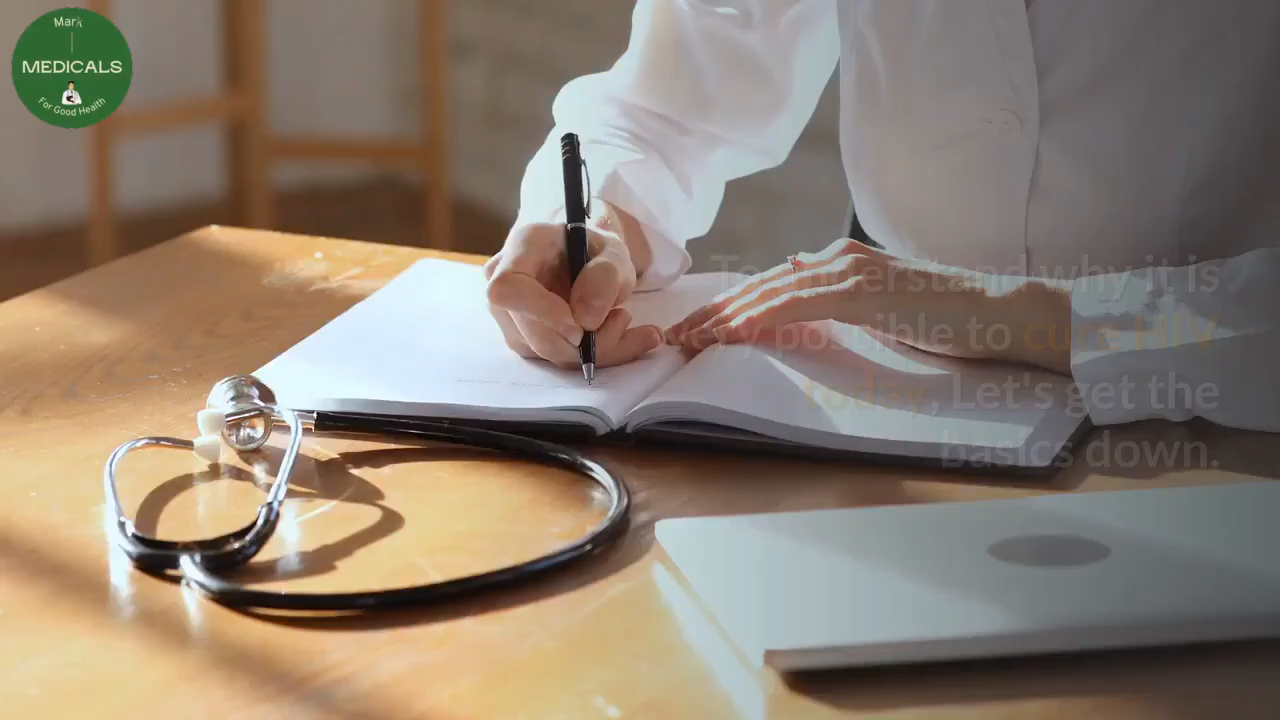 Mark
MEDICALS
For Good Health
To understand why it is
very possible to cure HIV
today, Let's get the
basics down.